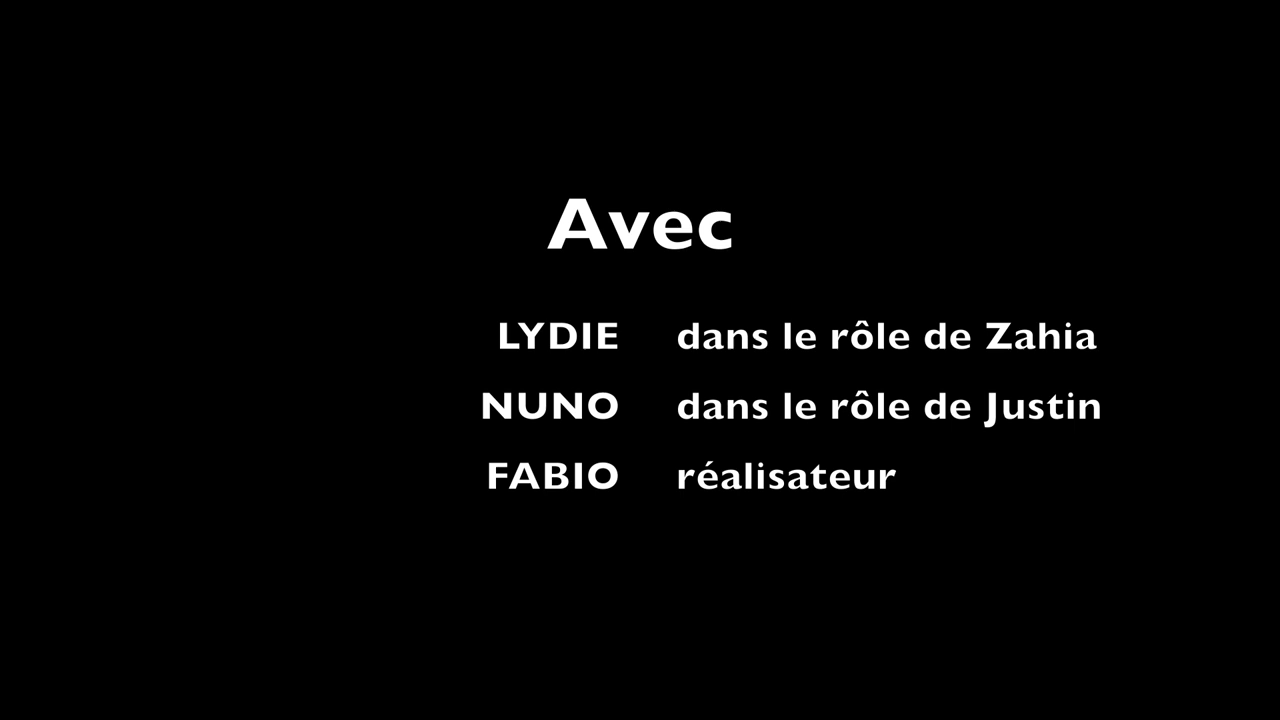 Avec
LYDIE dans le rôle de Zahia
NUNO dans le rôle de Justin
FABIO réalisateur